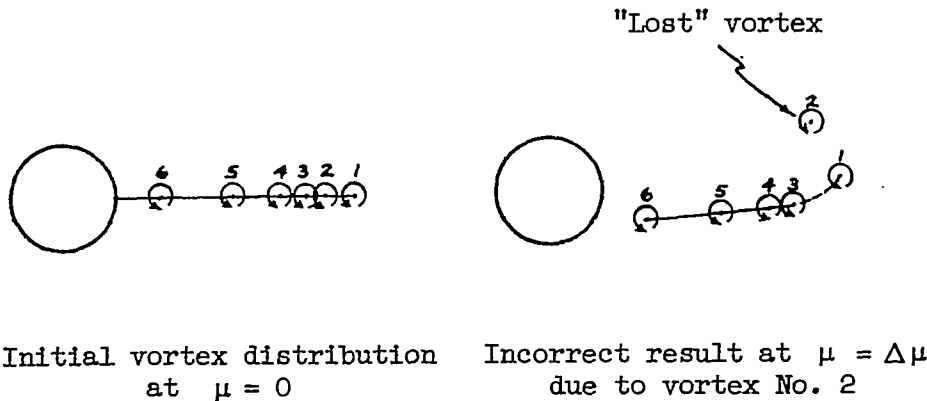 "Lost" vortex
6 5 4 3 2 1
2
1
6 5 4 3
Initial vortex distribution
at μ = 0
Incorrect result at μ = Δμ
due to vortex No. 2